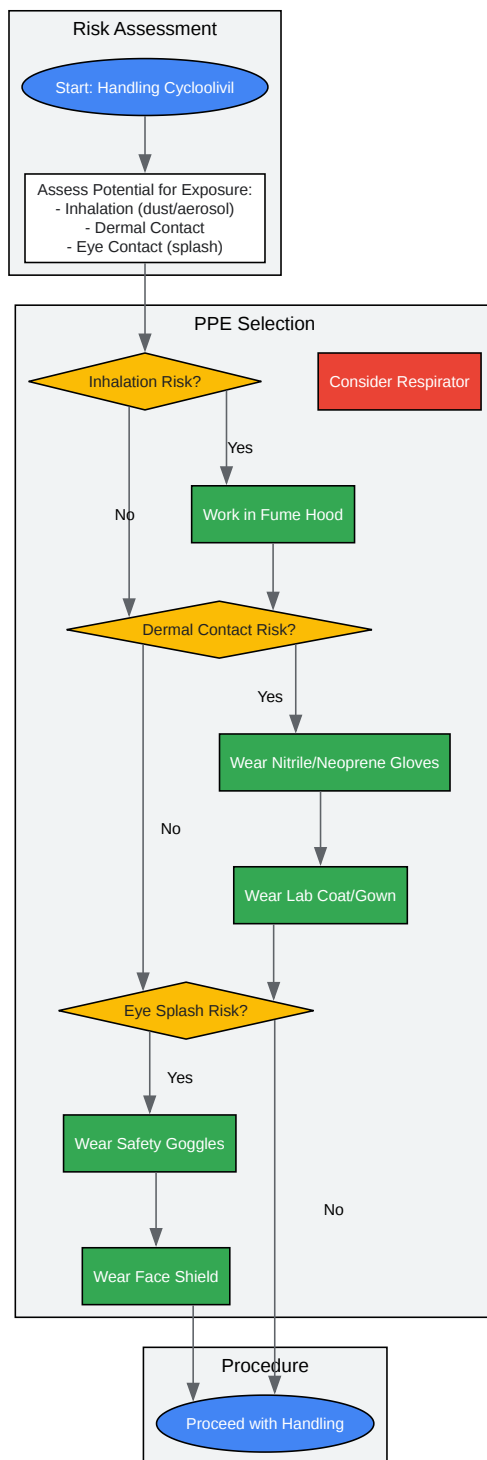 Risk Assessment
Start: Handling Cycloolivil
Assess Potential for Exposure:
- Inhalation (dust/aerosol)
- Dermal Contact
- Eye Contact (splash)
PPE Selection
Inhalation Risk?
Consider Respirator
Yes
No
Work in Fume Hood
Dermal Contact Risk?
Yes
Wear Nitrile/Neoprene Gloves
No
Wear Lab Coat/Gown
Eye Splash Risk?
Yes
Wear Safety Goggles
No
Wear Face Shield
Procedure
Proceed with Handling